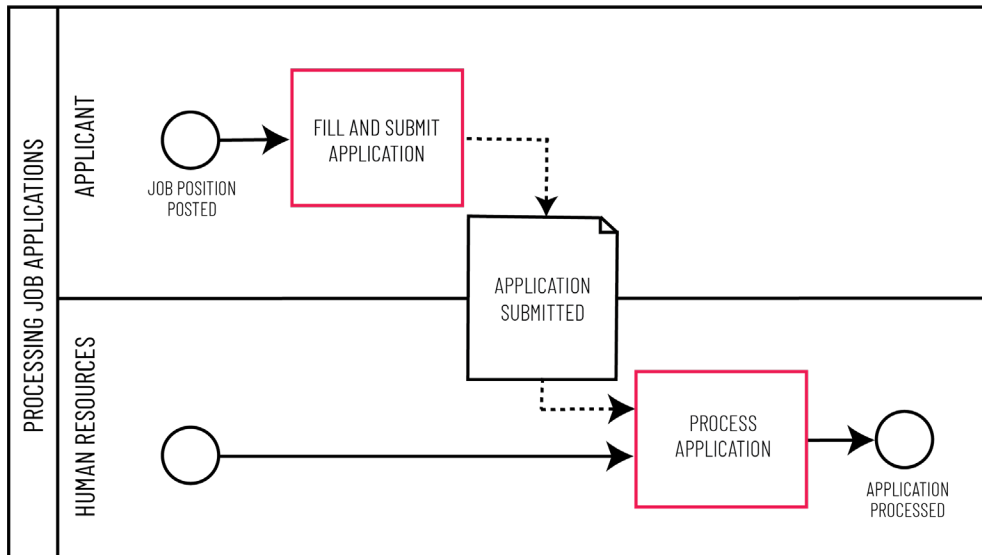 PROCESSING JOB APPLICATIONS
APPLICANT
JOB POSITION
POSTED
FILL AND SUBMIT
APPLICATION
APPLICATION
SUBMITTED
HUMAN RESOURCES
PROCESS
APPLICATION
APPLICATION
PROCESSED